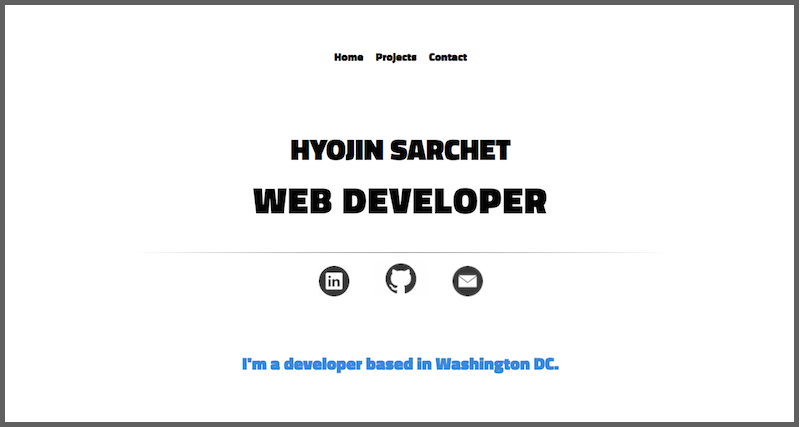 Home Projects Contact
HYOJIN SARCHET
WEB DEVELOPER
in
I'm a developer based in Washington DC.